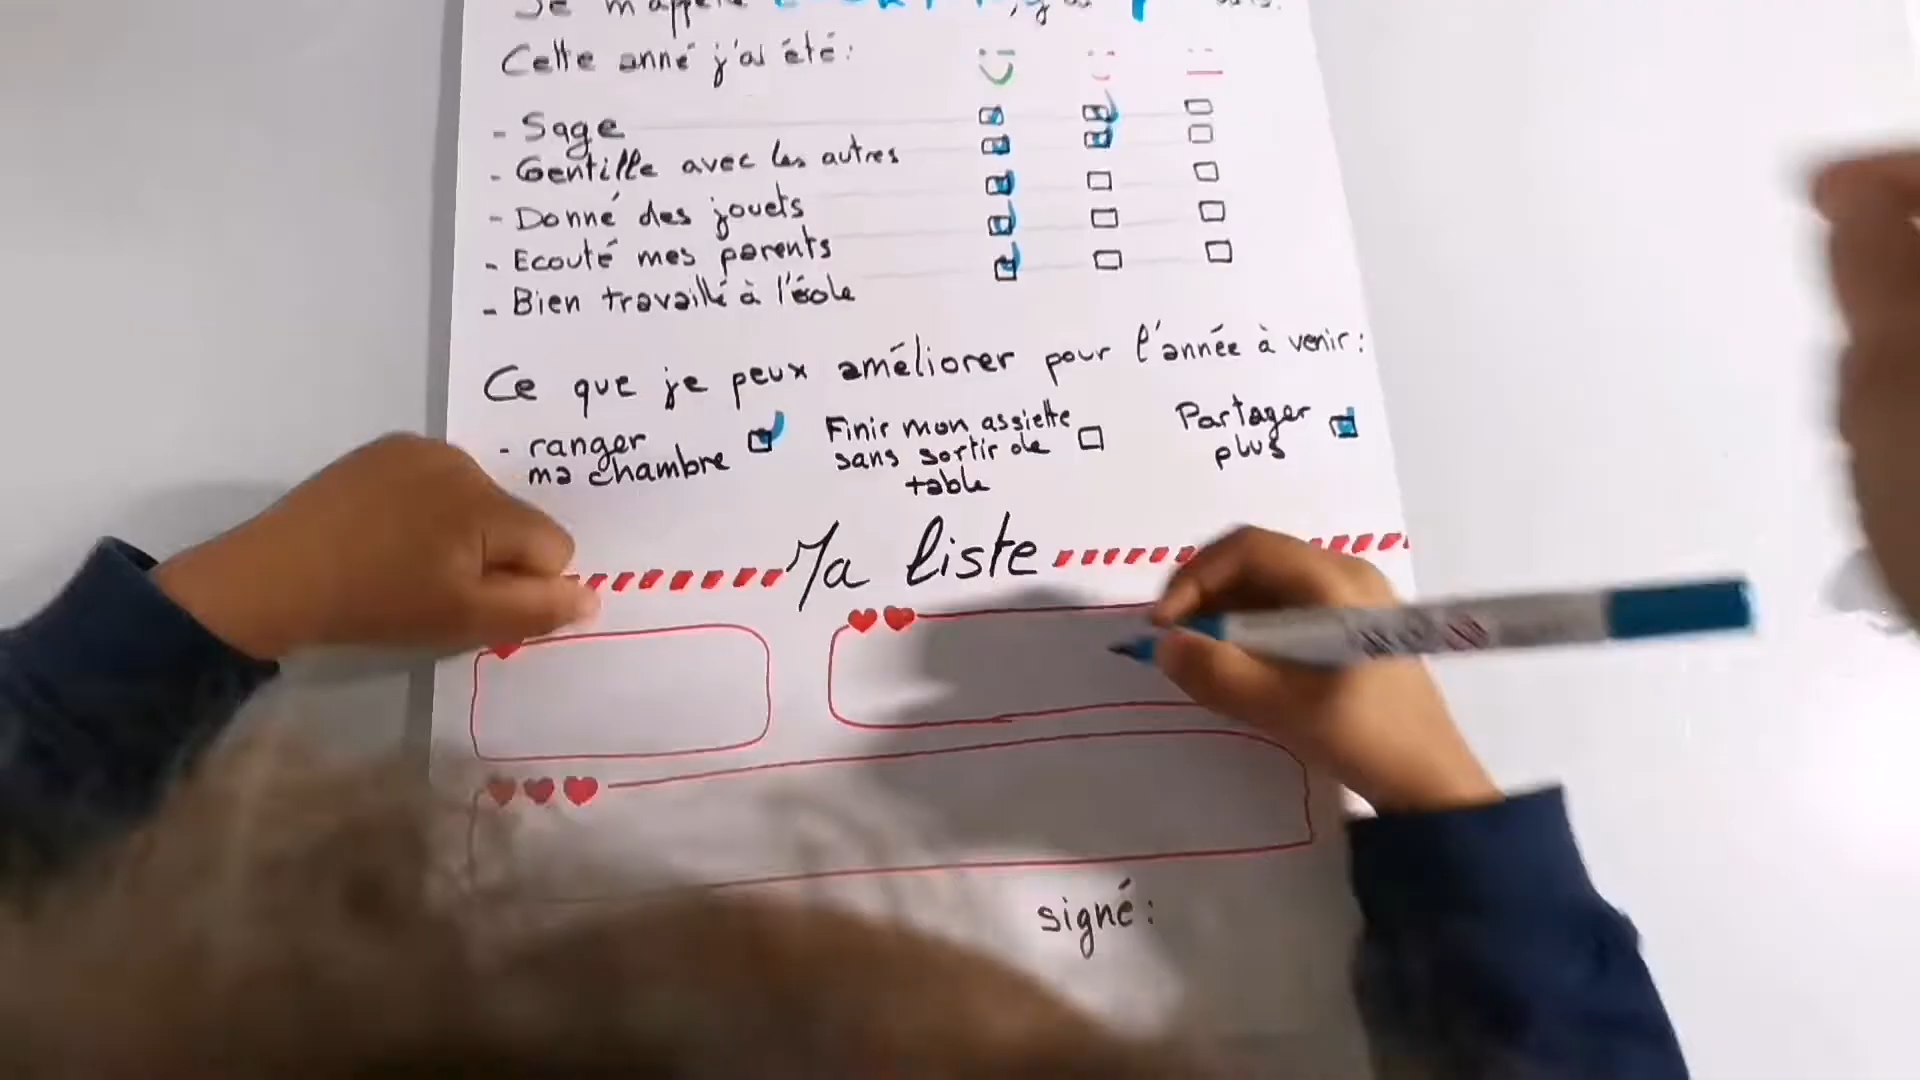 Je m'appelle
Cette anné j'ai été:
- Sage
- Gentille avec les autres
- Donné des jouets
- Ecouté mes parents
- Bien travaillé à l'école
Ce que je peux améliorer pour l'année à venir:
- ranger
ma chambre
Finir mon assiette
sans sortir de
table
Partager
plus
Ma liste
signé: